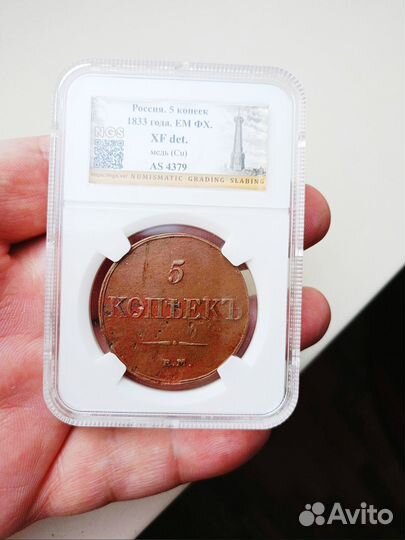 Россия. 5 копеек
1833 года. ЕМ ФХ.
XF det.
медь (Cu)
AS 4379
NGS
NUMISMATIC GRADING SLABING
5
КОПѢЕКЪ
Е.М.
Avito